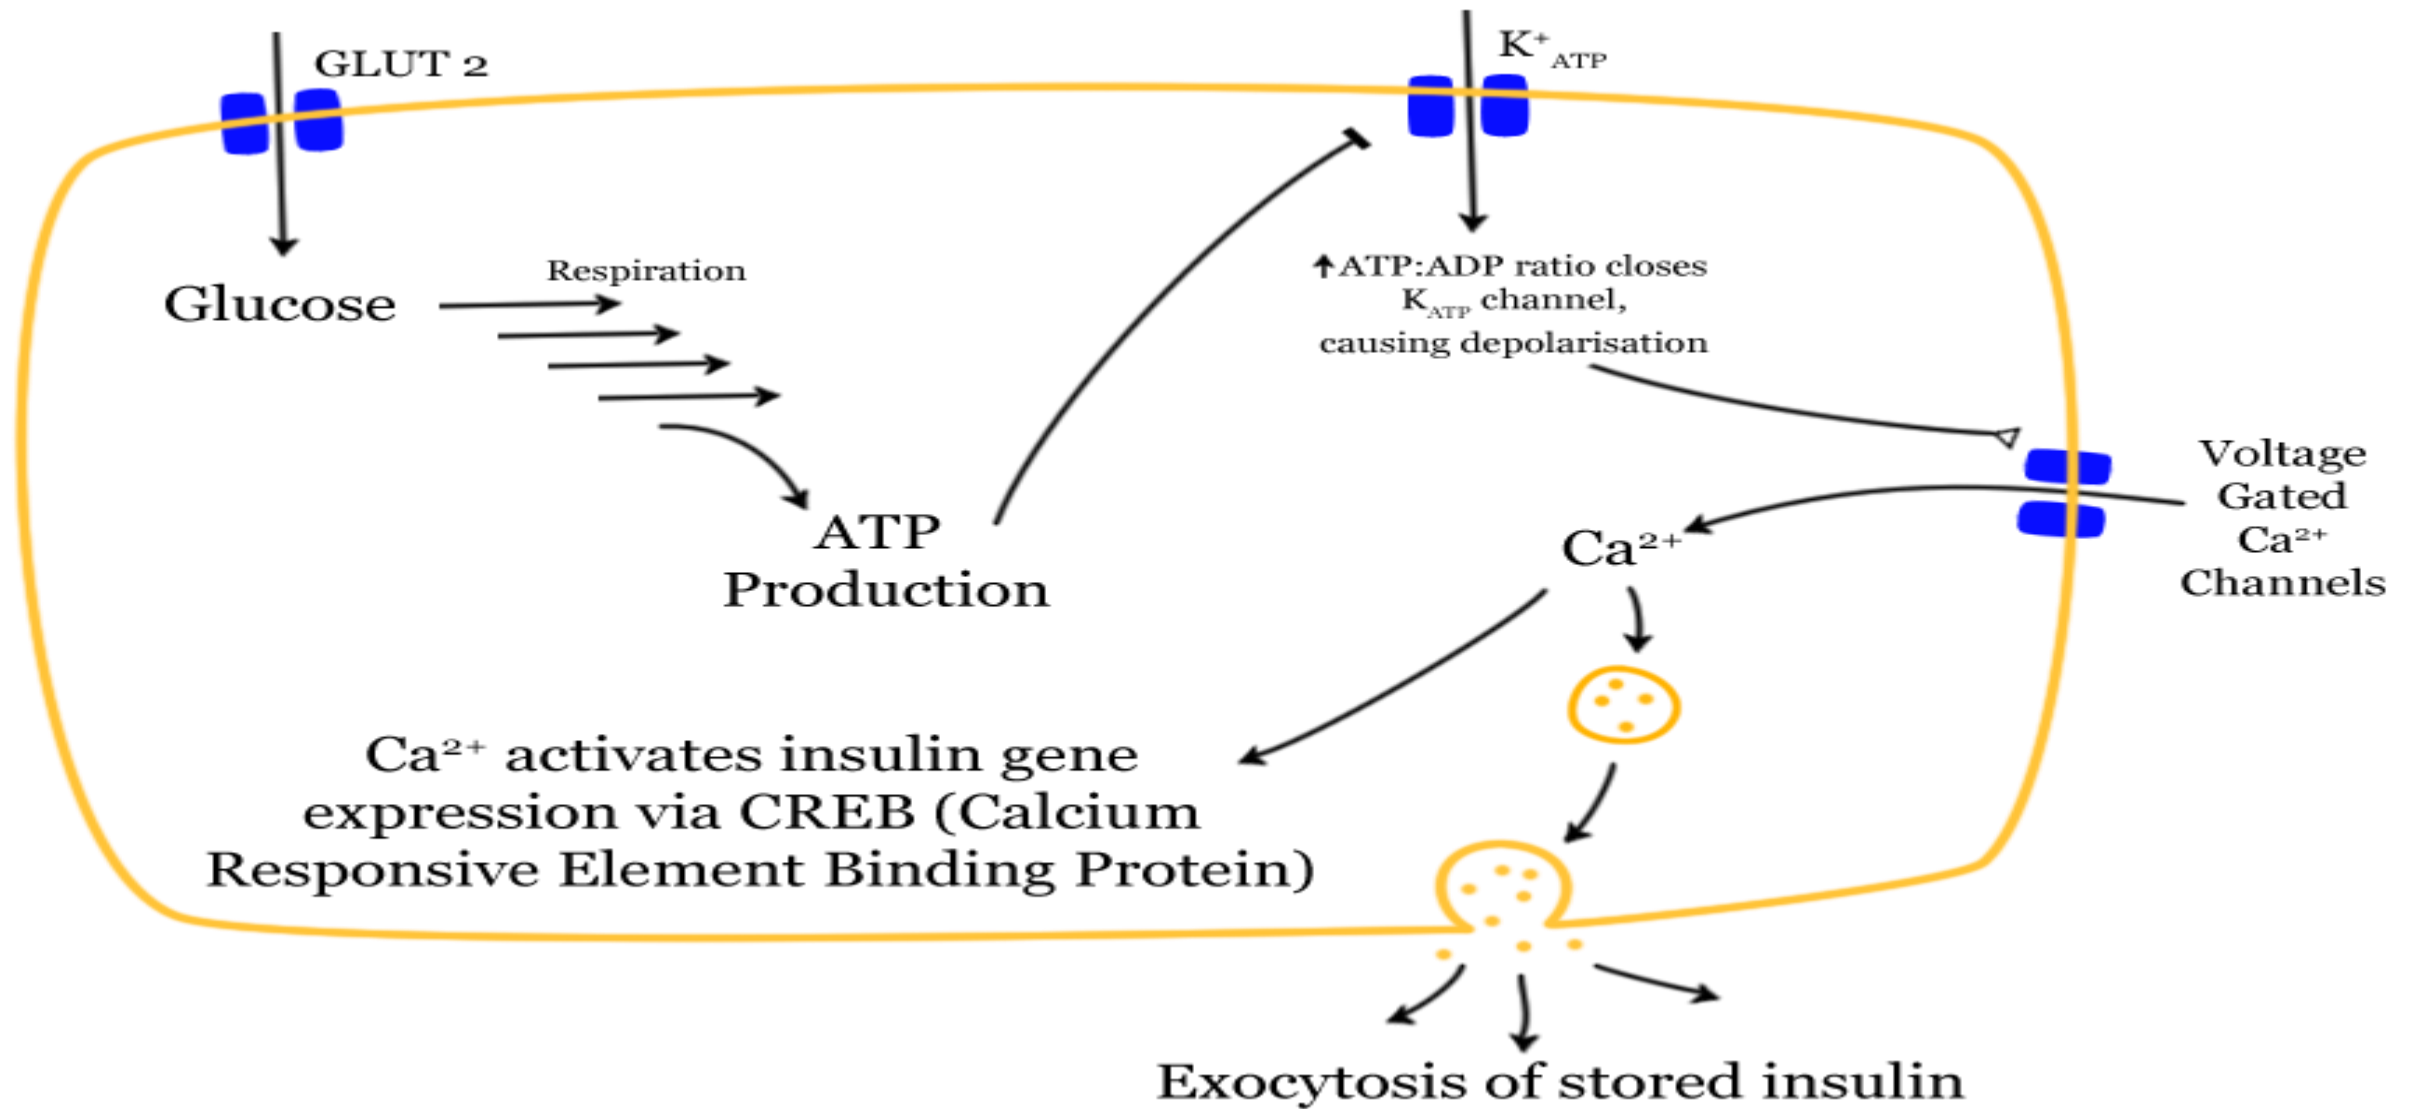 GLUT 2
K⁺ATP
Glucose
Respiration
↑ATP:ADP ratio closes
KATP channel,
causing depolarisation
ATP
Production
Voltage
Gated
Ca²⁺
Channels
Ca²⁺
Ca²⁺ activates insulin gene
expression via CREB (Calcium
Responsive Element Binding Protein)
Exocytosis of stored insulin